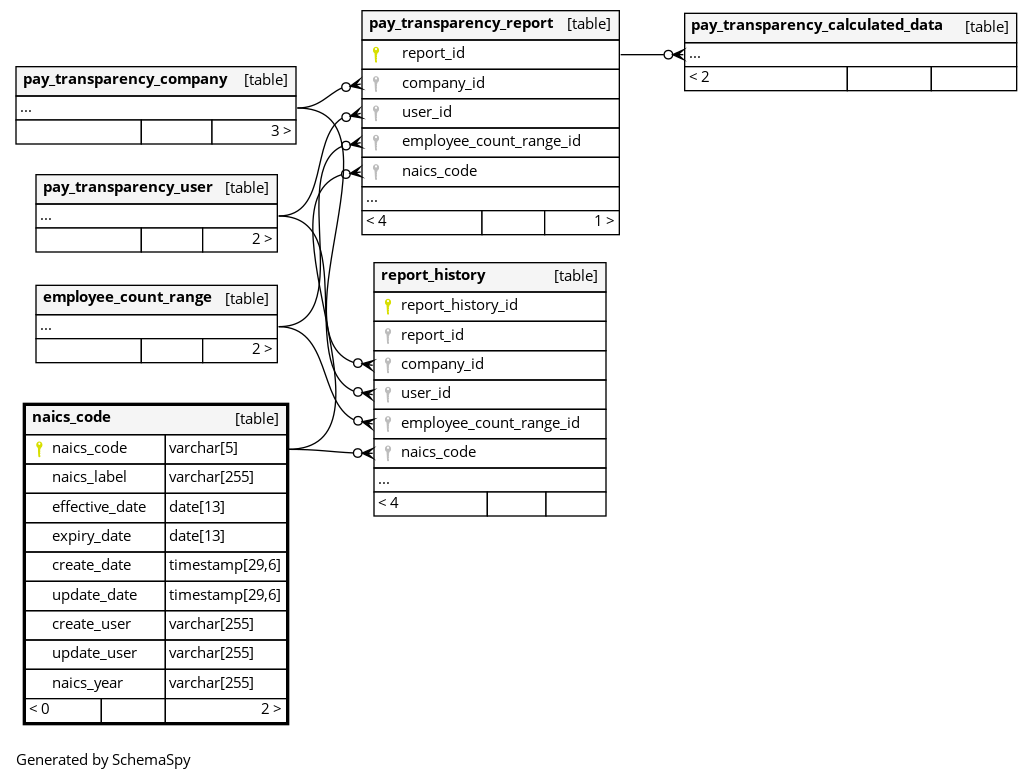 pay_transparency_company [table]
...
3 >
pay_transparency_user [table]
...
2 >
employee_count_range [table]
...
2 >
naics_code [table]
naics_code varchar[5]
naics_label varchar[255]
effective_date date[13]
expiry_date date[13]
create_date timestamp[29,6]
update_date timestamp[29,6]
create_user varchar[255]
update_user varchar[255]
naics_year varchar[255]
< 0 2 >
pay_transparency_report [table]
report_id
company_id
user_id
employee_count_range_id
naics_code
...
< 4 1 >
report_history [table]
report_history_id
report_id
company_id
user_id
employee_count_range_id
naics_code
...
< 4
pay_transparency_calculated_data [table]
...
< 2
Generated by SchemaSpy